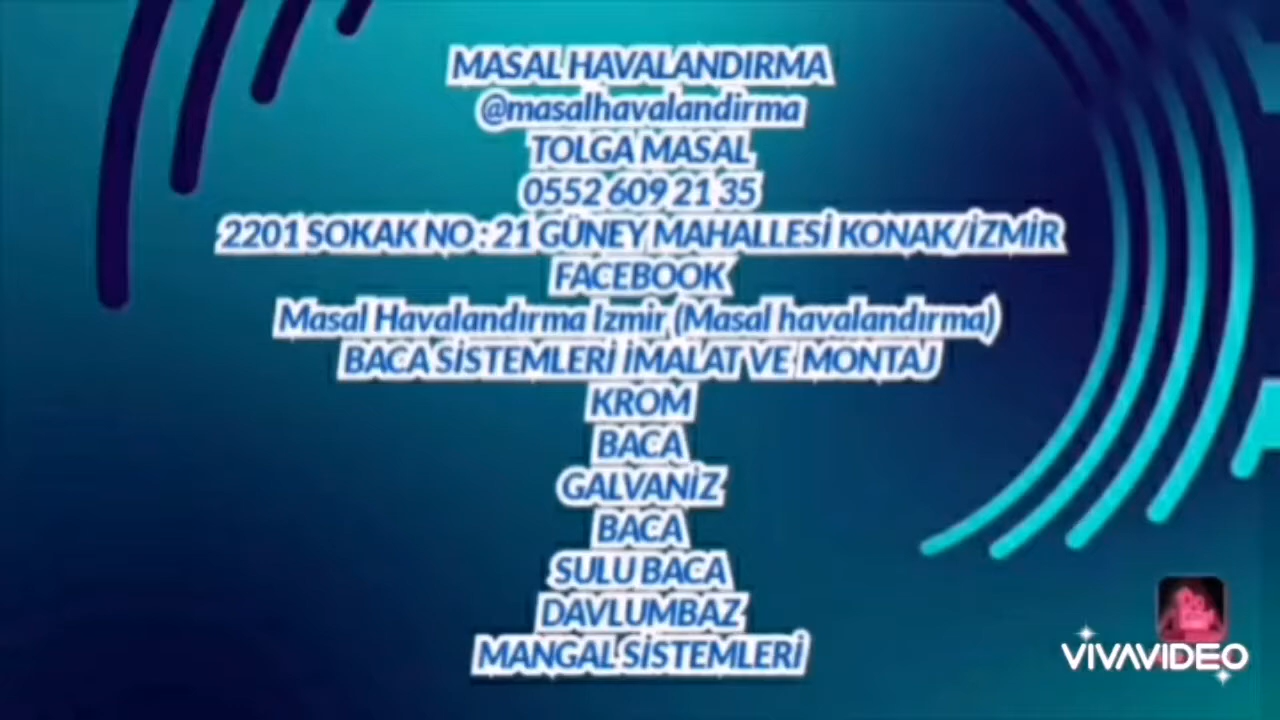 MASAL HAVALANDIRMA
@masalhavalandirma
TOLGA MASAL
0552 609 21 35
2201 SOKAK NO : 21 GÜNEY MAHALLESİ KONAK/İZMİR
FACEBOOK
Masal Havalandırma Izmir (Masal havalandırma)
BACA SİSTEMLERİ İMALAT VE MONTAJ
KROM
BACA
GALVANİZ
BACA
SULU BACA
DAVLUMBAZ
MANGAL SİSTEMLERİ
VIVAVIDEO